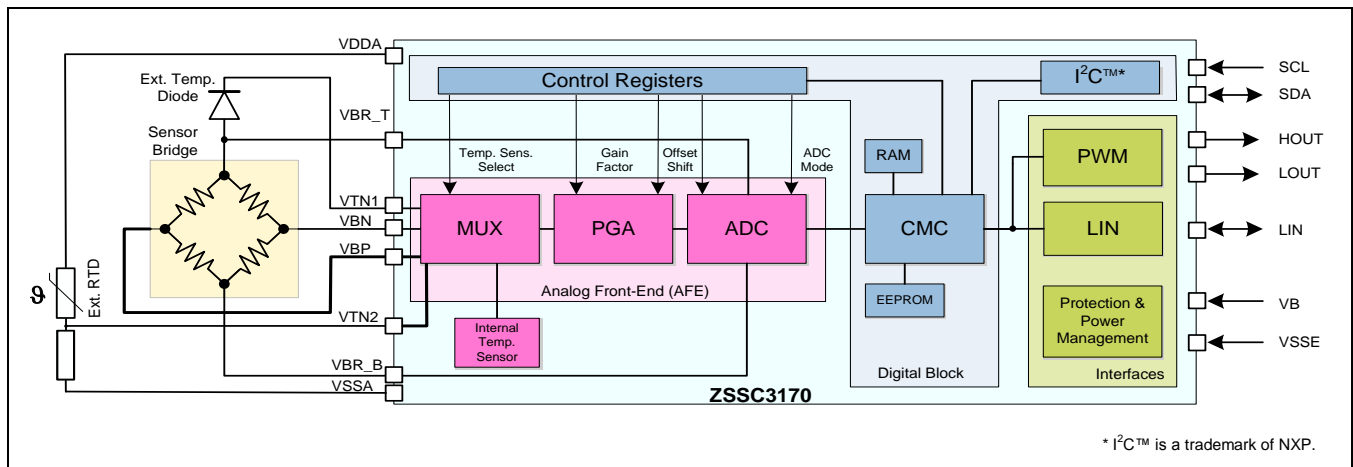 VDDA
Ext. Temp.
Diode
VBR_T
Sensor
Bridge
VTN1
VBN
VBP
ϑ
Ext. RTD
VTN2
VBR_B
VSSA
Control Registers
I²C™*
Temp. Sens.
Select
Gain
Factor
Offset
Shift
ADC
Mode
MUX
PGA
ADC
Analog Front-End (AFE)
Internal
Temp.
Sensor
RAM
CMC
EEPROM
Digital Block
PWM
LIN
Protection &
Power
Management
Interfaces
ZSSC3170
SCL
SDA
HOUT
LOUT
LIN
VB
VSSE
* I²C™ is a trademark of NXP.